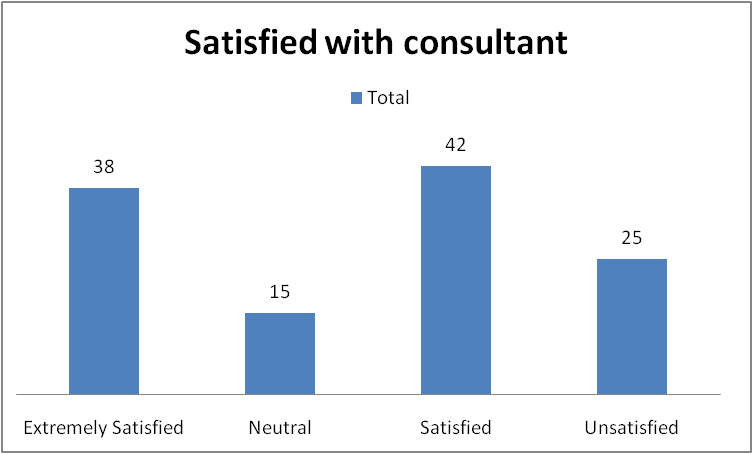 Satisfied with consultant
Total
38
15
42
25
Extremely Satisfied
Neutral
Satisfied
Unsatisfied